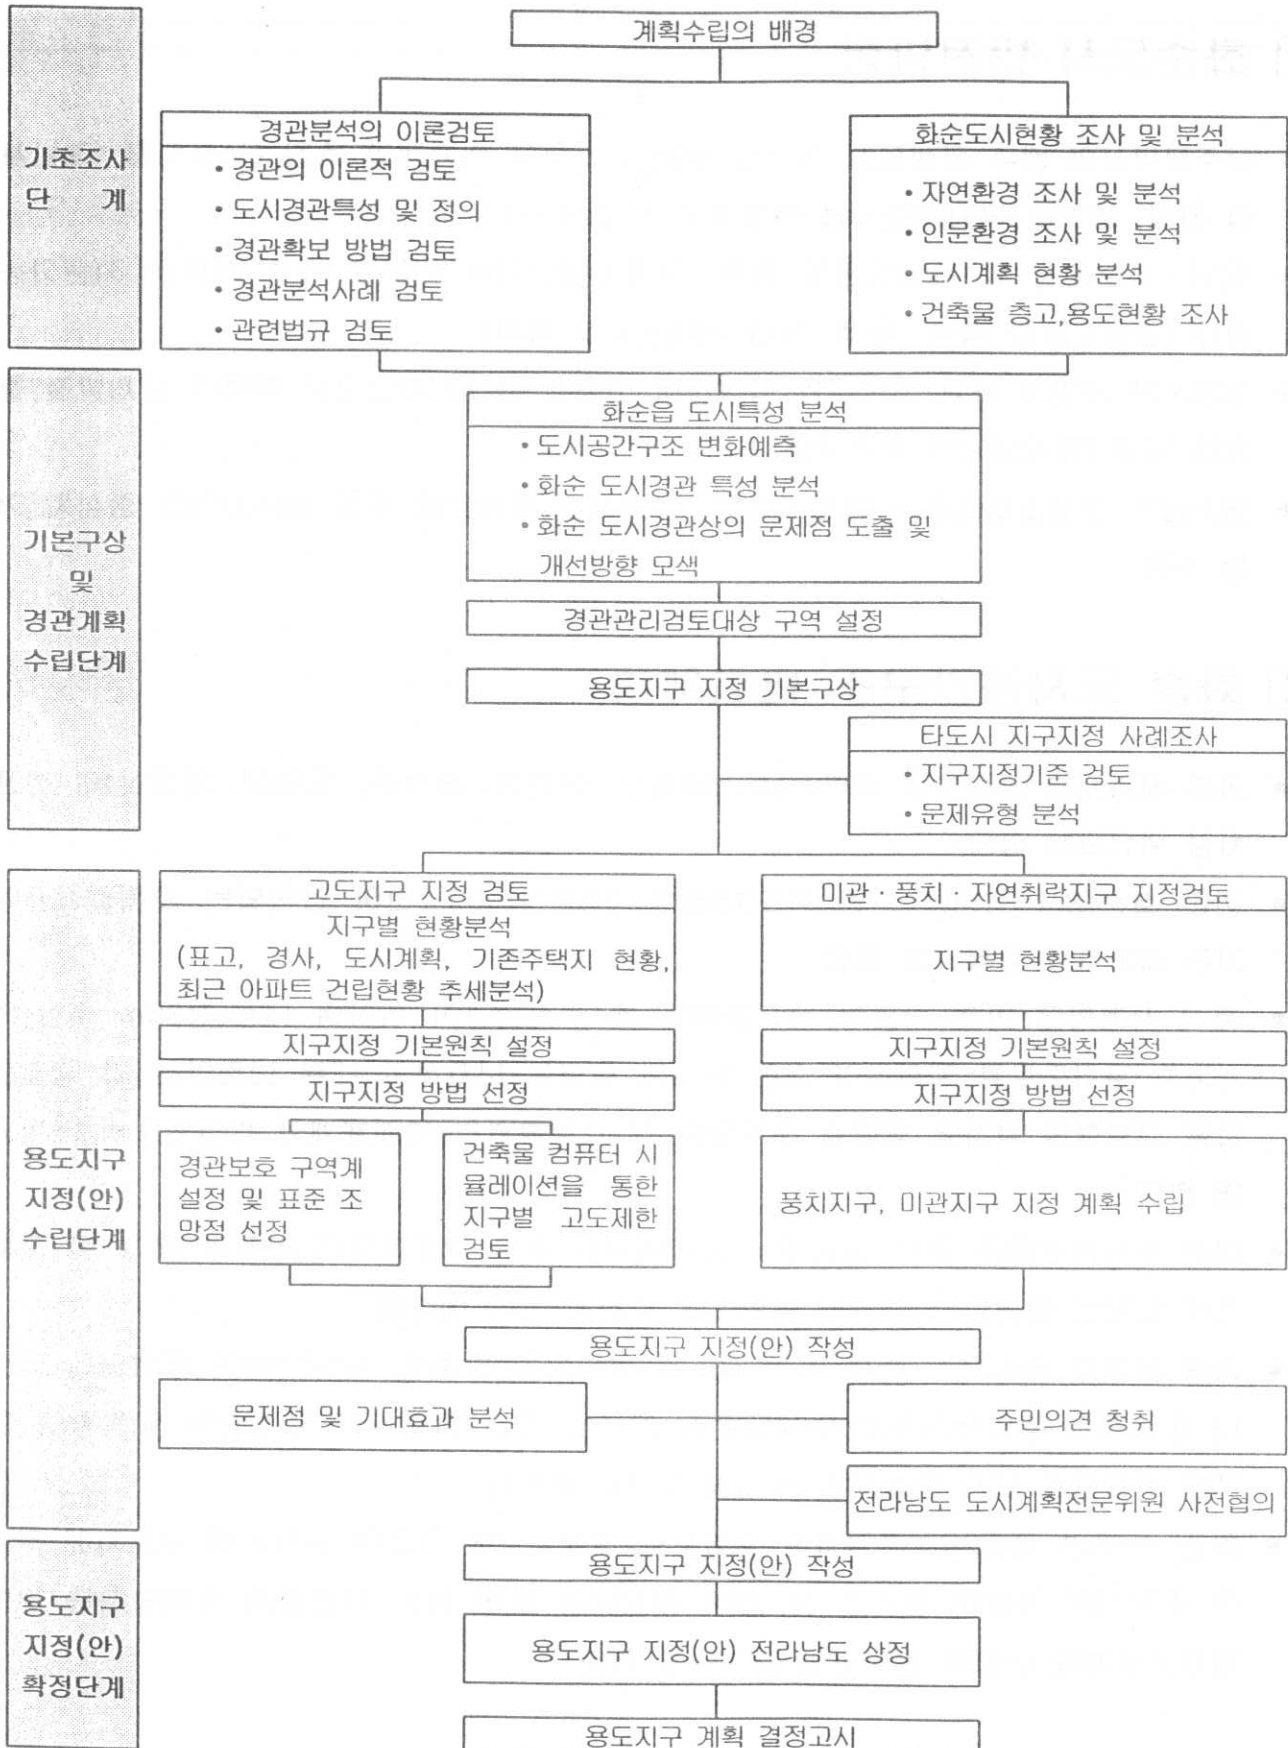 계획수립의 배경
기초조사
단 계
경관분석의 이론검토
• 경관의 이론적 검토
• 도시경관특성 및 정의
• 경관확보 방법 검토
• 경관분석사례 검토
• 관련법규 검토
화순도시현황 조사 및 분석
• 자연환경 조사 및 분석
• 인문환경 조사 및 분석
• 도시계획 현황 분석
• 건축물 층고,용도현황 조사
기본구상
및
경관계획
수립단계
화순읍 도시특성 분석
• 도시공간구조 변화예측
• 화순 도시경관 특성 분석
• 화순 도시경관상의 문제점 도출 및
개선방향 모색
경관관리검토대상 구역 설정
용도지구 지정 기본구상
타도시 지구지정 사례조사
• 지구지정기준 검토
• 문제유형 분석
용도지구
지정(안)
수립단계
고도지구 지정 검토
지구별 현황분석
(표고, 경사, 도시계획, 기존주택지 현황,
최근 아파트 건립현황 추세분석)
지구지정 기본원칙 설정
지구지정 방법 선정
경관보호 구역계
설정 및 표준 조
망점 선정
건축물 컴퓨터 시
뮬레이션을 통한
지구별 고도제한
검토
미관 · 풍치 · 자연취락지구 지정검토
지구별 현황분석
지구지정 기본원칙 설정
지구지정 방법 선정
풍치지구, 미관지구 지정 계획 수립
용도지구 지정(안) 작성
문제점 및 기대효과 분석
주민의견 청취
전라남도 도시계획전문위원 사전협의
용도지구
지정(안)
확정단계
용도지구 지정(안) 작성
용도지구 지정(안) 전라남도 상정
용도지구 계획 결정고시